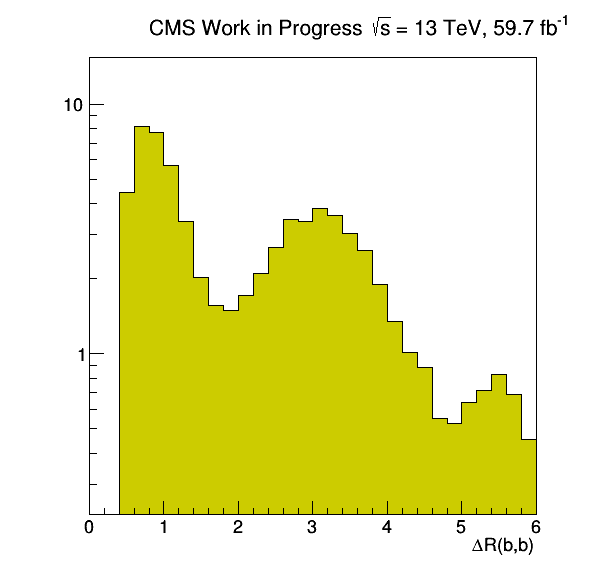 CMS Work in Progress √s = 13 TeV, 59.7 fb⁻¹
10
1
0 1 2 3 4 5 6
ΔR(b,b)